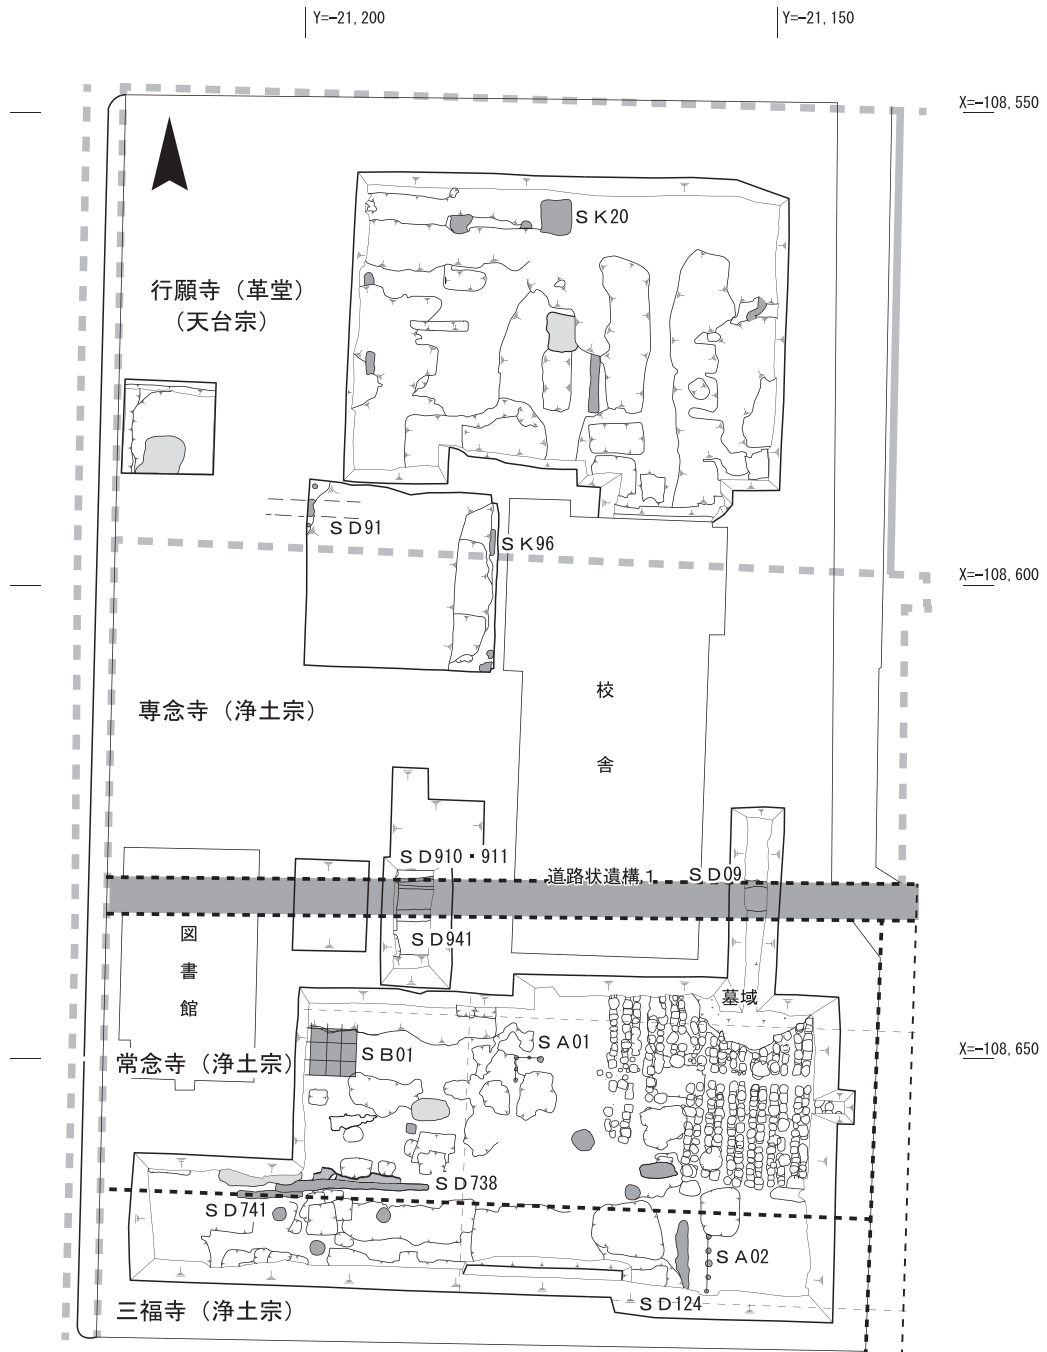 Y=−21,200
Y=−21,150
X=−108,550
ＳＫ20
行願寺（革堂）
（天台宗）
ＳＤ91
ＳＫ96
X=−108,600
校
舎
専念寺（浄土宗）
ＳＤ910・911
道路状遺構１
ＳＤ09
ＳＤ941
図
書
館
墓域
ＳＡ01
ＳＢ01
X=−108,650
常念寺（浄土宗）
ＳＤ738
ＳＤ741
ＳＡ02
ＳＤ124
三福寺（浄土宗）